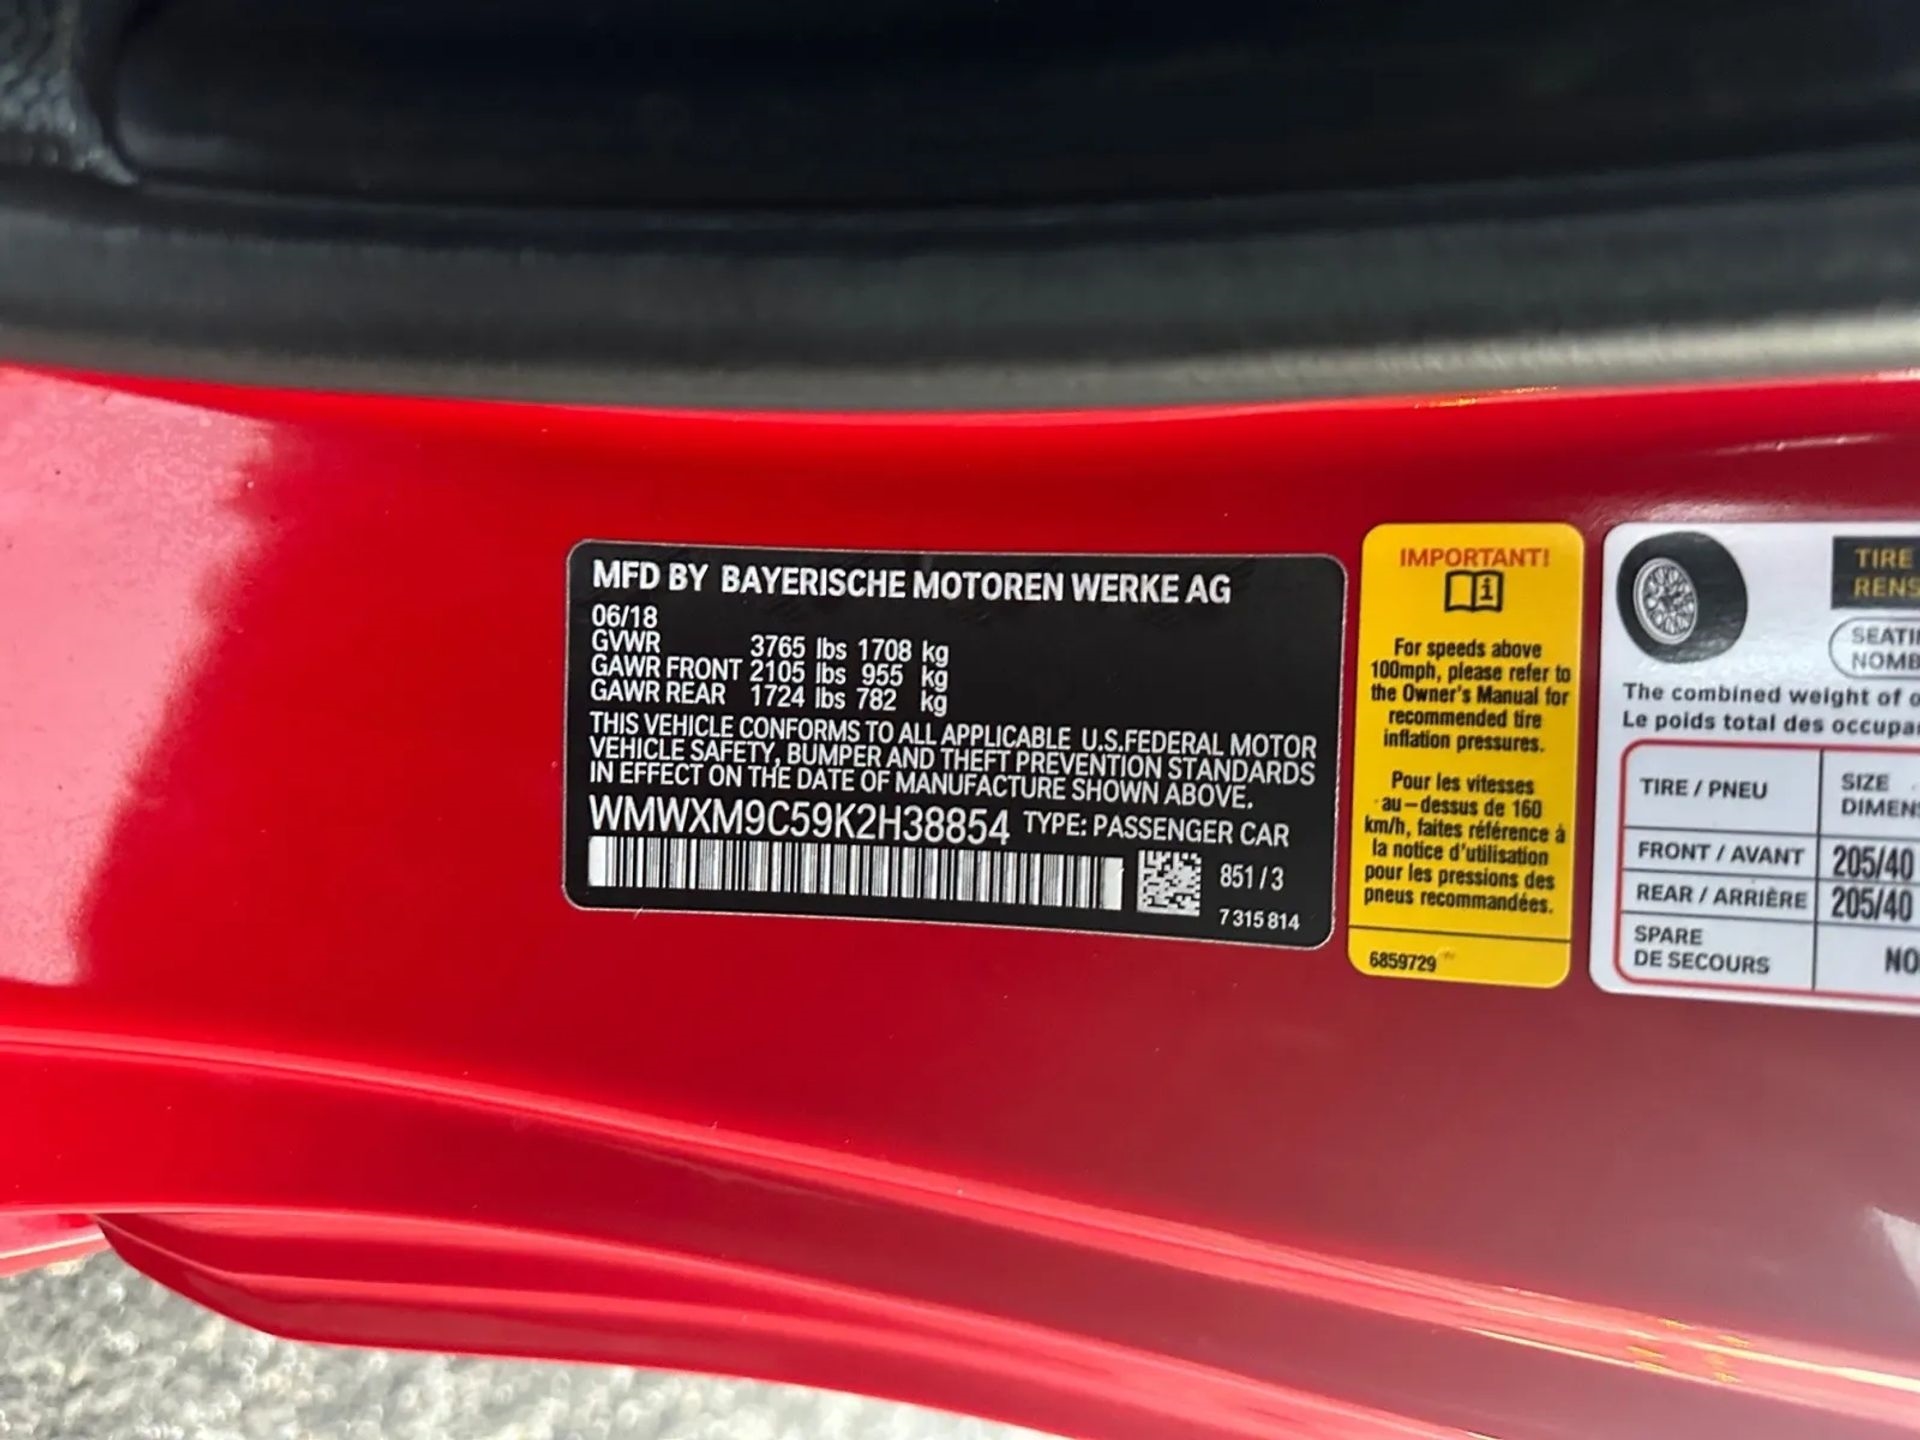 MFD BY BAYERISCHE MOTOREN WERKE AG
06/18
GVWR 3765 lbs 1708 kg
GAWR FRONT 2105 lbs 955 kg
GAWR REAR 1724 lbs 782 kg
THIS VEHICLE CONFORMS TO ALL APPLICABLE U.S.FEDERAL MOTOR
VEHICLE SAFETY, BUMPER AND THEFT PREVENTION STANDARDS
IN EFFECT ON THE DATE OF MANUFACTURE SHOWN ABOVE.
WMWXM9C59K2H38854 TYPE: PASSENGER CAR
851/3
7 315 814
IMPORTANT!
i
For speeds above
100mph, please refer to
the Owner's Manual for
recommended tire
inflation pressures.
Pour les vitesses
au-dessus de 160
km/h, faites référence à
la notice d'utilisation
pour les pressions des
pneus recommandées.
6859729
TIRE
RENS
SEATI
NOMB
The combined weight of o
Le poids total des occupa
TIRE / PNEU
SIZE
DIMENS
FRONT / AVANT 205/40
REAR / ARRIÈRE 205/40
SPARE
DE SECOURS
NO